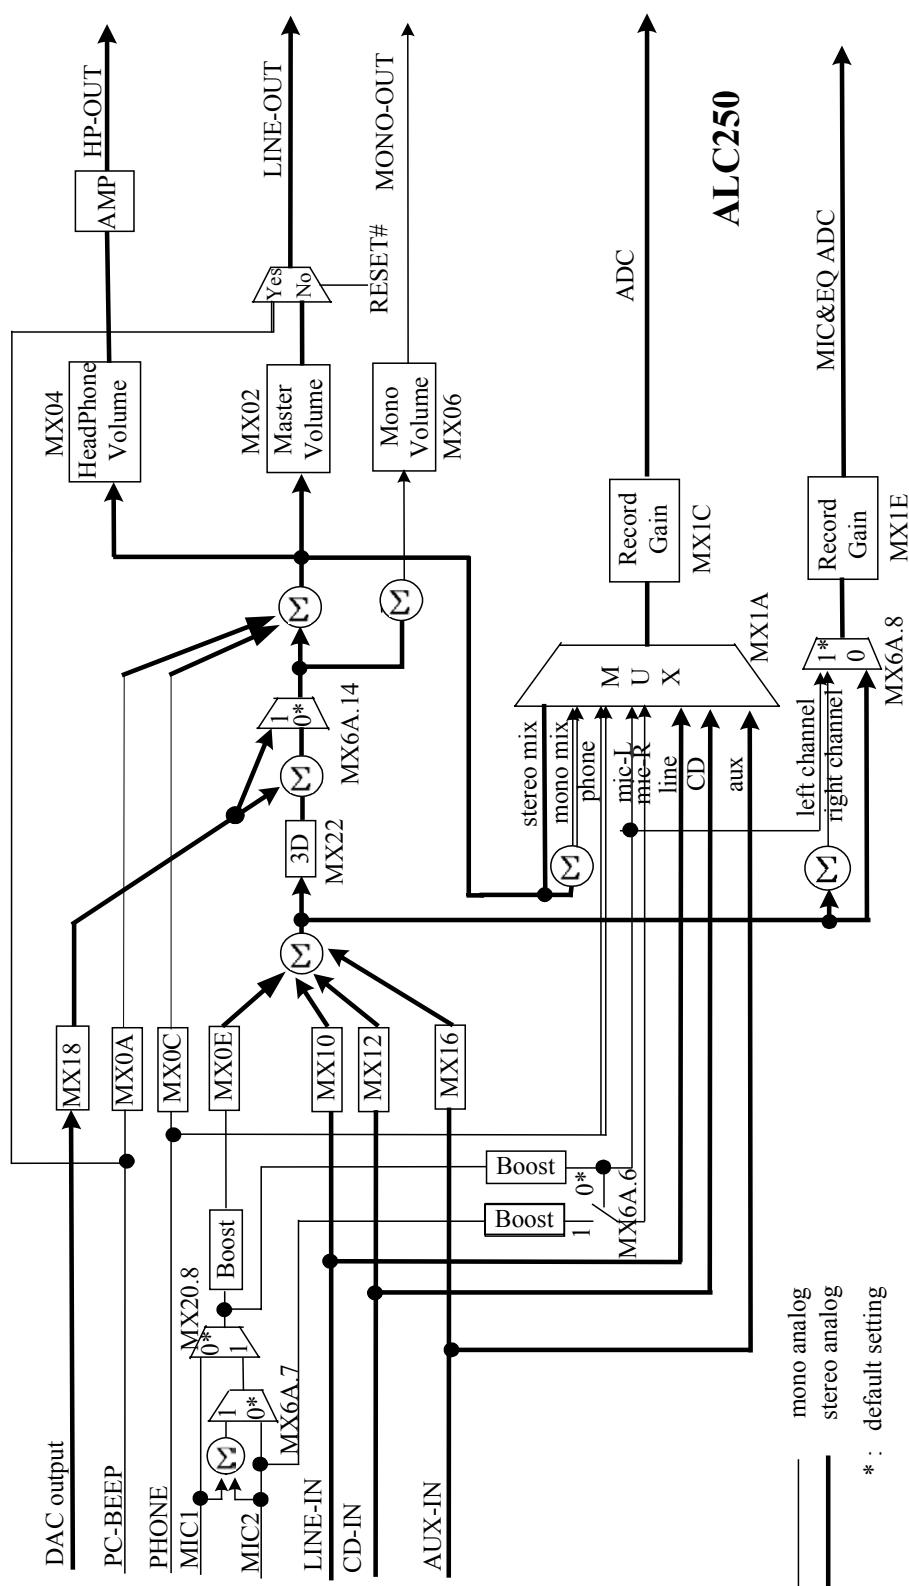 DAC output
PC-BEEP
PHONE
MIC1
MIC2
LINE-IN
CD-IN
AUX-IN
Σ
1
0*
MX6A.7
MX20.8
0*
1
Boost
Boost
Boost
0*
1
MX6A.6
MX18
MX0A
MX0C
MX0E
MX10
MX12
MX16
Σ
3D
MX22
Σ
1
0*
MX6A.14
Σ
Σ
MX04
HeadPhone
Volume
MX02
Master
Volume
Mono
Volume
MX06
AMP
HP-OUT
Yes
No
RESET#
LINE-OUT
MONO-OUT
Σ
stereo mix
mono mix
phone
mic-L
mic-R
line
CD
aux
M
U
X
MX1A
Record
Gain
MX1C
ADC
Σ
left channel
right channel
1*
0
MX6A.8
Record
Gain
MX1E
MIC&EQ ADC
ALC250
mono analog
stereo analog
* : default setting